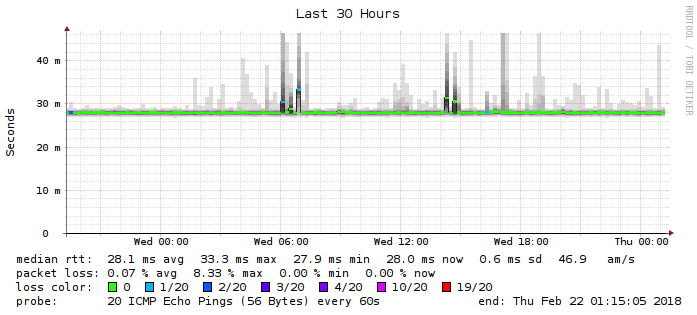 Last 30 Hours
RRDTOOL / TOBI OETIKER
Seconds
40 m
30 m
20 m
10 m
0
Wed 00:00 Wed 06:00 Wed 12:00 Wed 18:00 Thu 00:00
median rtt: 28.1 ms avg 33.3 ms max 27.9 ms min 28.0 ms now 0.6 ms sd 46.9 am/s
packet loss: 0.07 % avg 8.33 % max 0.00 % min 0.00 % now
loss color: 0 1/20 2/20 3/20 4/20 10/20 19/20
probe: 20 ICMP Echo Pings (56 Bytes) every 60s end: Thu Feb 22 01:15:05 2018